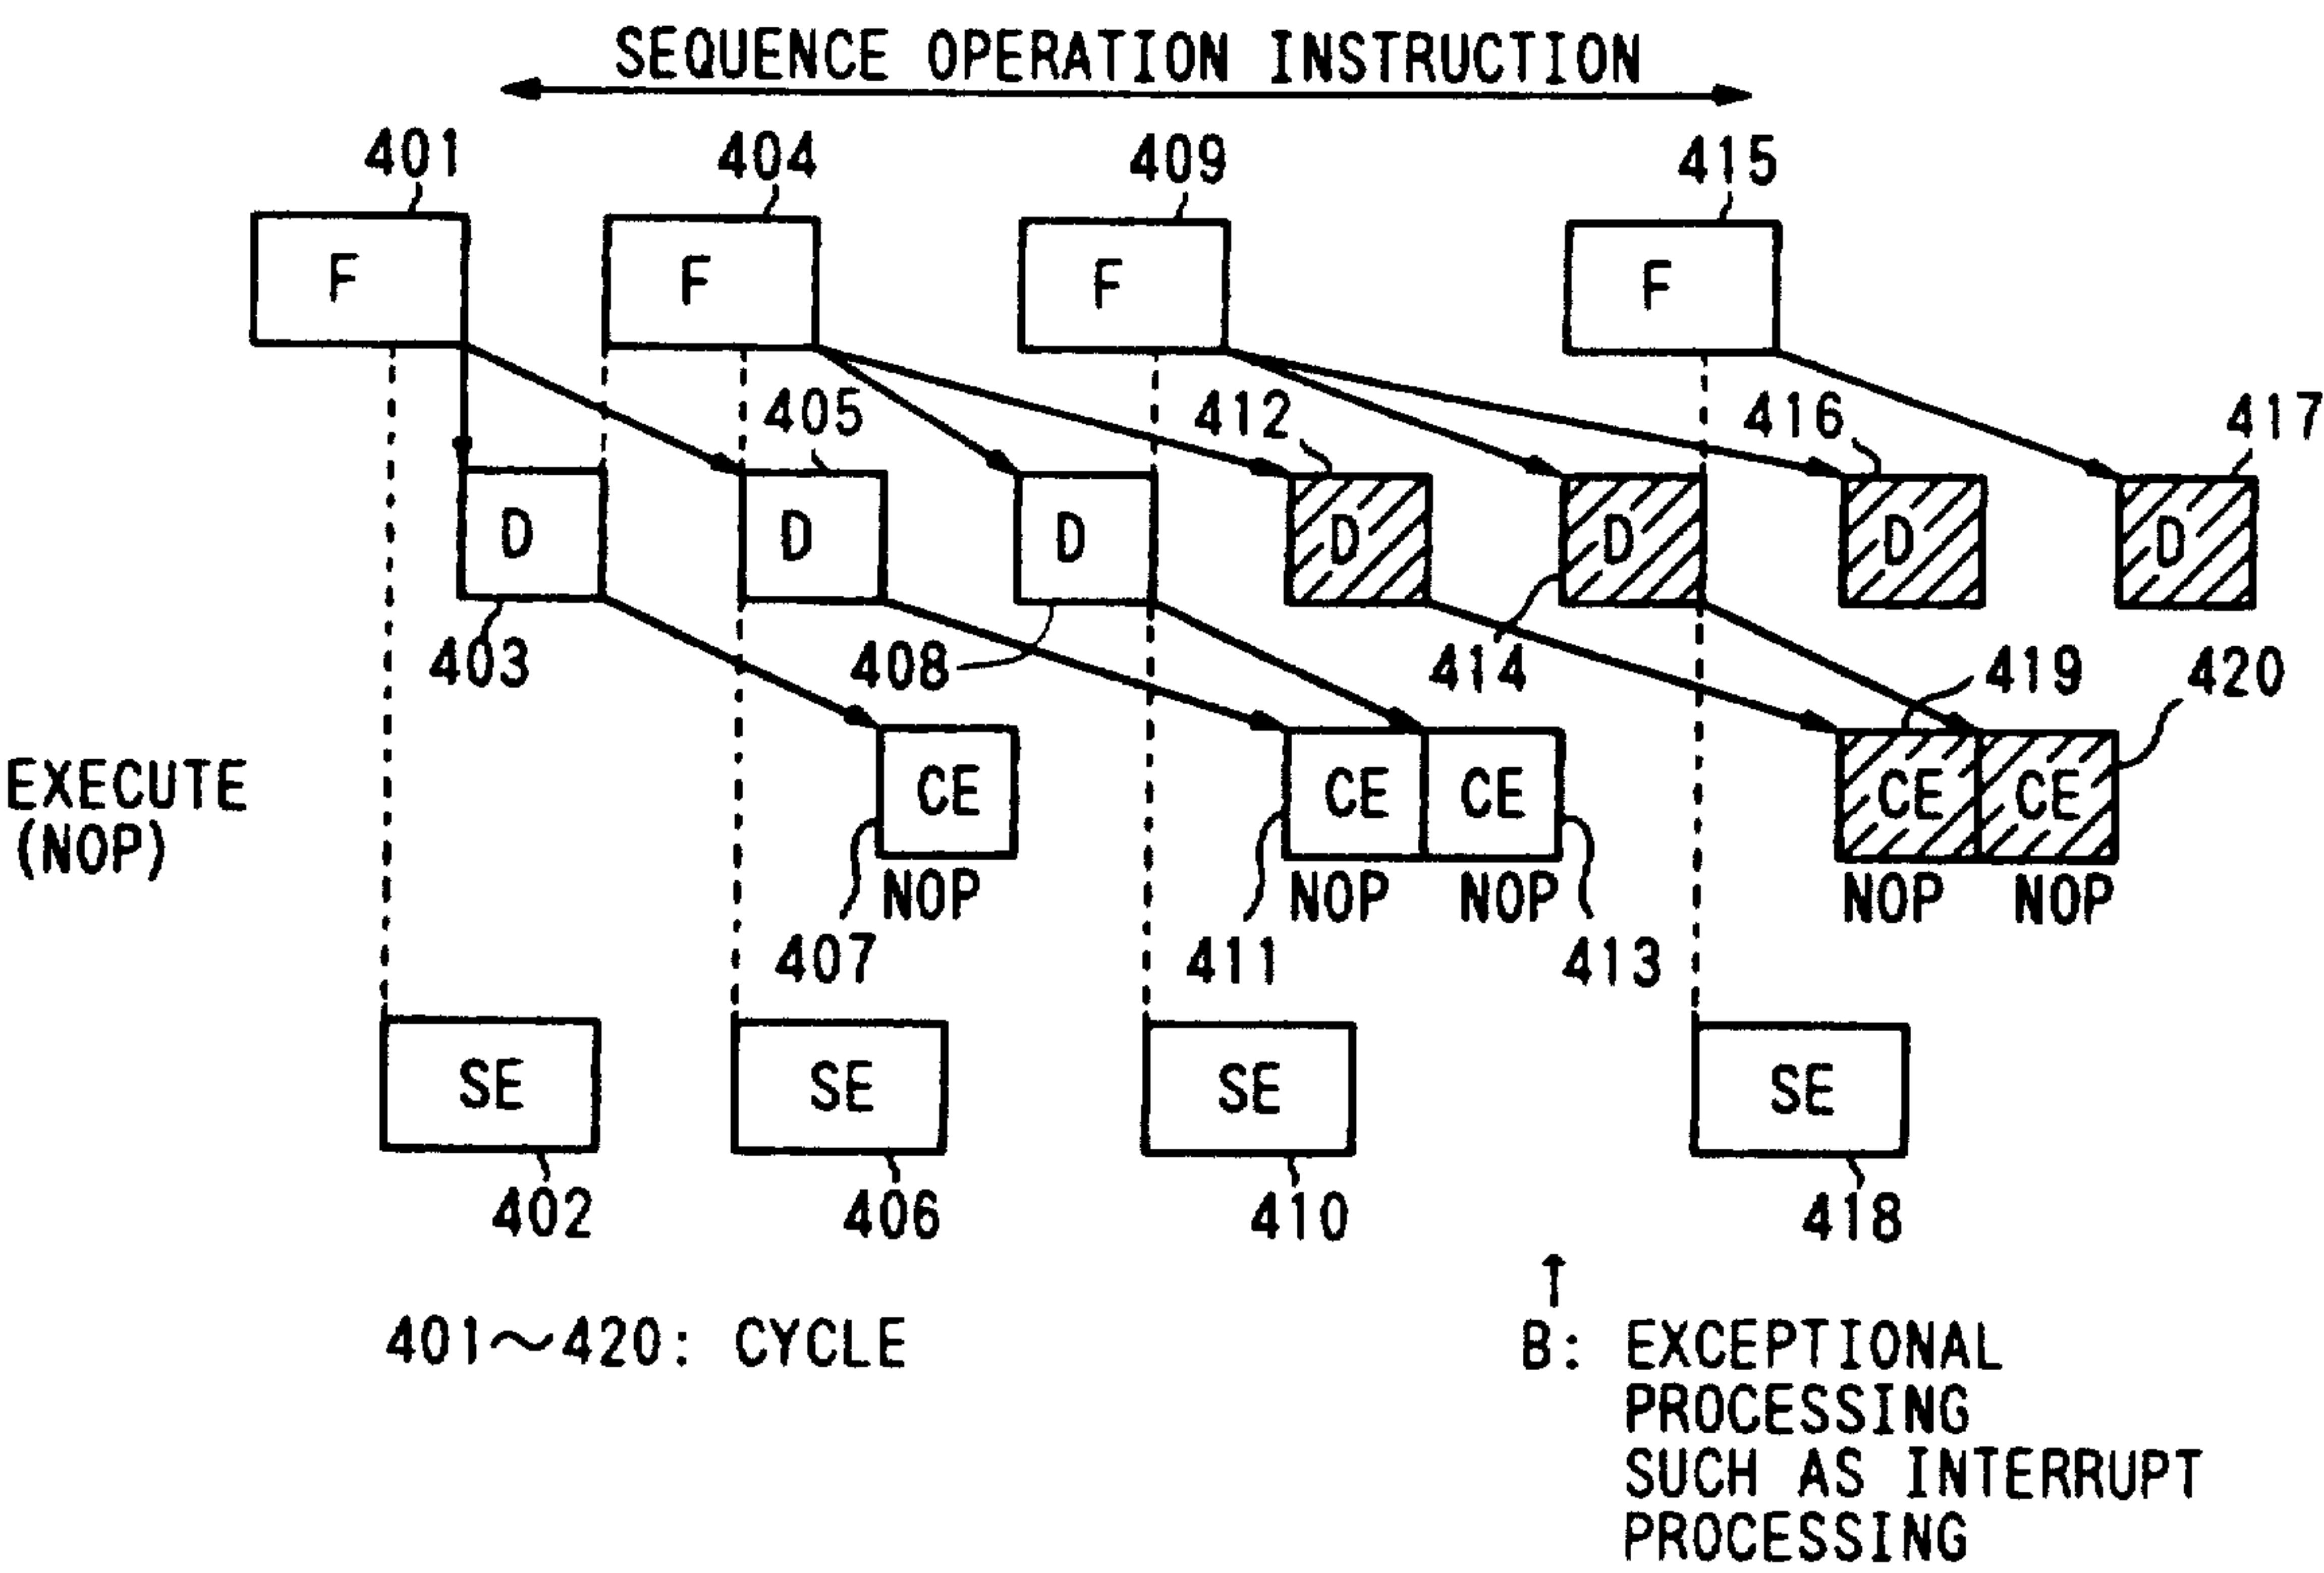 SEQUENCE OPERATION INSTRUCTION
401 404 409 415
F F F F
405 412 416 417
D D D D D D D
403 408 414 419 420
EXECUTE
(NOP)
CE CE CE CE CE
NOP NOP NOP NOP NOP
407 411 413
SE SE SE SE
402 406 410 418
↑
401~420: CYCLE
B: EXCEPTIONAL
PROCESSING
SUCH AS INTERRUPT
PROCESSING